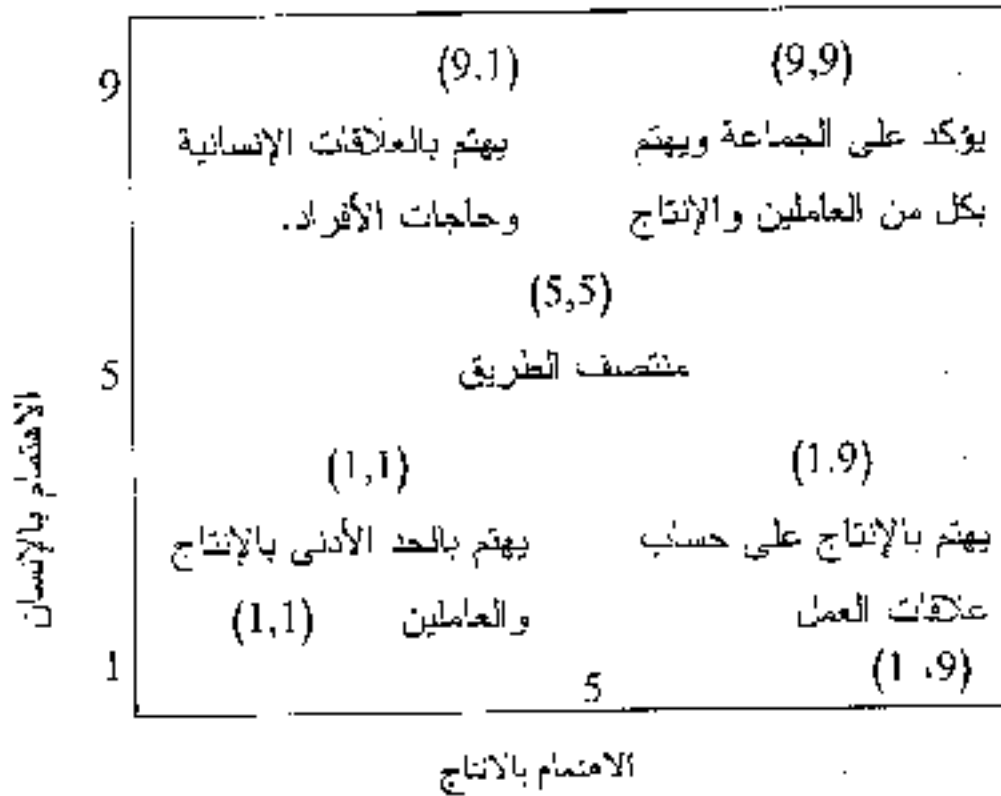 9
(9,9)
يؤكد على الجماعة ويهتم
بكل من العاملين والإنتاج
(9.1)
يهتم بالعلاقات الإنسانية
وحاجات الأفراد.
(5,5)
منتصف الطريق
5
(1.9)
يهتم بالإنتاج على حساب
علاقات العمل
(1،9)
(1,1)
يهتم بالحد الأدنى بالإنتاج
والعاملين (1,1)
1
5
الاهتمام بالإنسان
الاهتمام بالانتاج